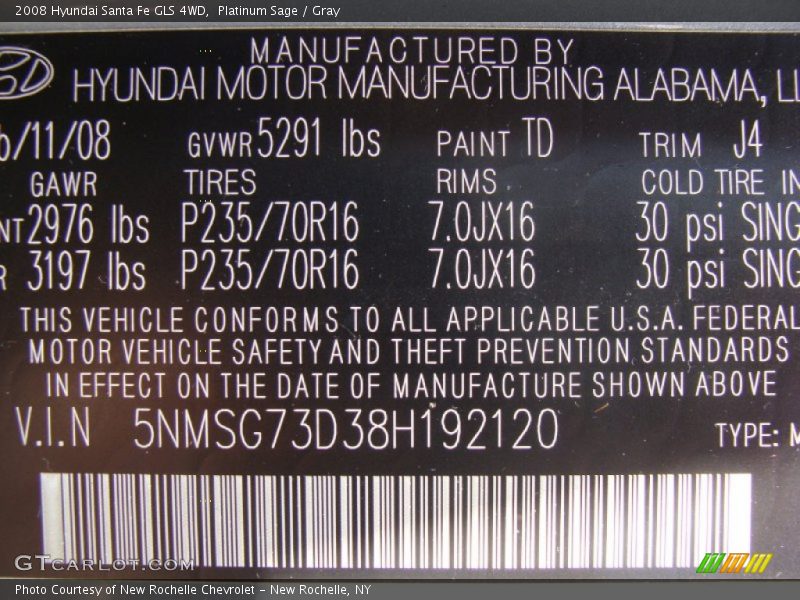 2008 Hyundai Santa Fe GLS 4WD, Platinum Sage / Gray
MANUFACTURED BY
HYUNDAI MOTOR MANUFACTURING ALABAMA, LL
/11/08 GVWR 5291 lbs PAINT TD TRIM J4
GAWR TIRES RIMS COLD TIRE IN
NT 2976 lbs P235/70R16 7.0JX16 30 psi SING
R 3197 lbs P235/70R16 7.0JX16 30 psi SING
THIS VEHICLE CONFORMS TO ALL APPLICABLE U.S.A. FEDERAL
MOTOR VEHICLE SAFETY AND THEFT PREVENTION STANDARDS
IN EFFECT ON THE DATE OF MANUFACTURE SHOWN ABOVE
V.I.N 5NMSG73D38H192120 TYPE: M
GTcarlot.com
Photo Courtesy of New Rochelle Chevrolet - New Rochelle, NY